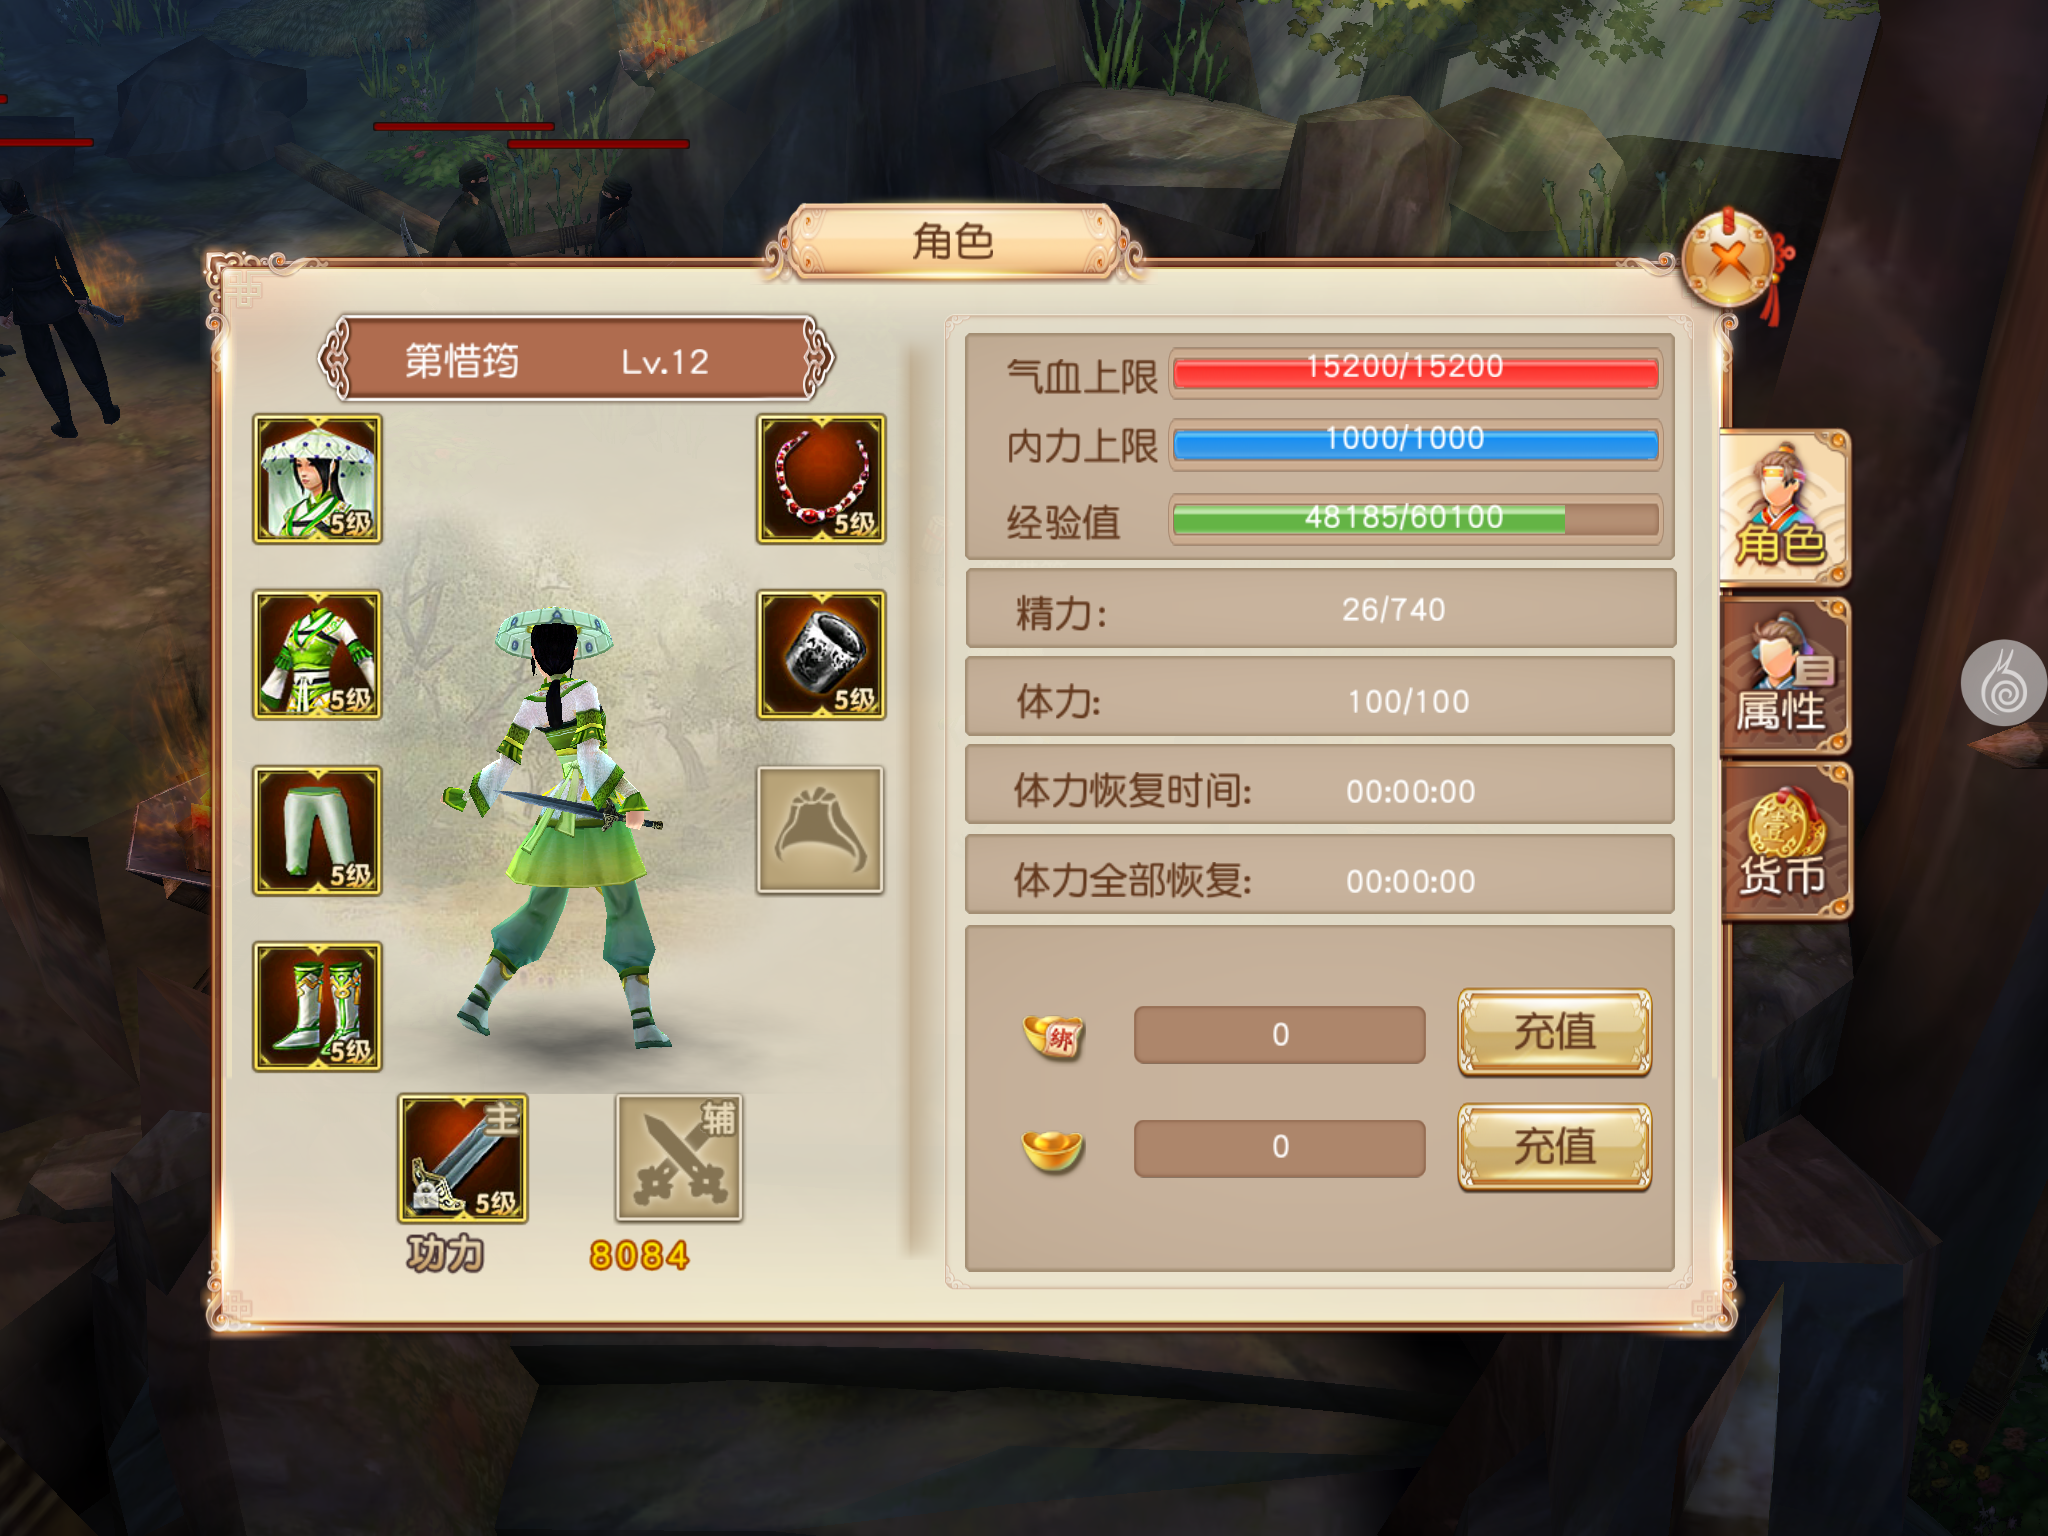 角色
第惜筠 Lv.12
5级
5级
5级
5级
5级
5级
主
5级
辅
功力 8084
气血上限 15200/15200
内力上限 1000/1000
经验值 48185/60100
精力: 26/740
体力: 100/100
体力恢复时间: 00:00:00
体力全部恢复: 00:00:00
绑 0 充值
0 充值
角色
属性
壹
货币